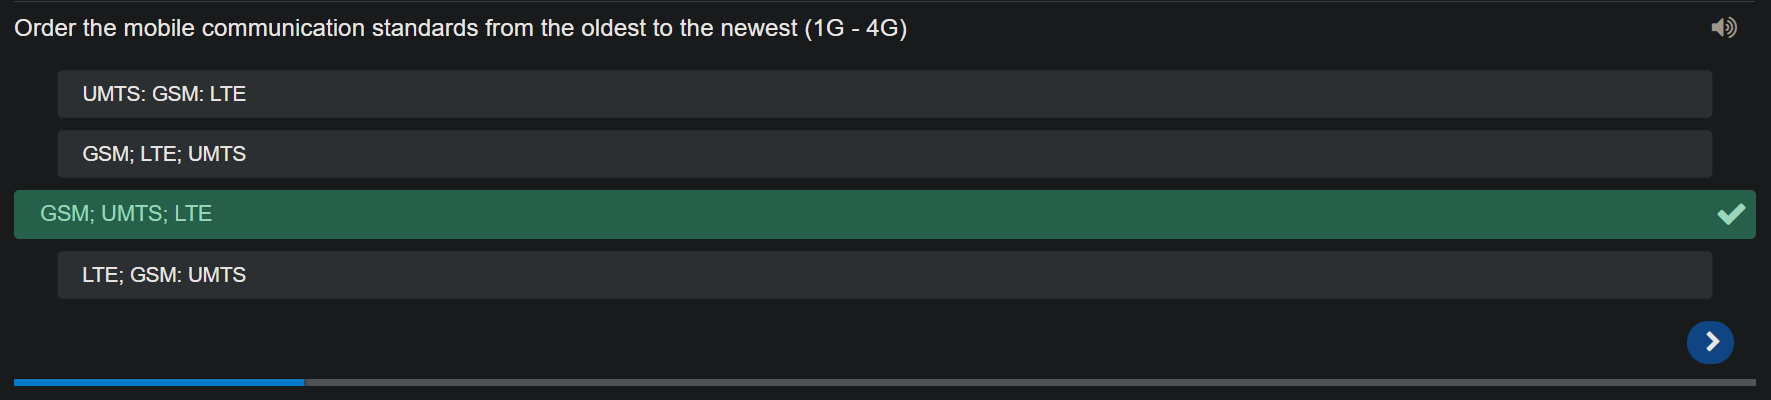 Order the mobile communication standards from the oldest to the newest (1G - 4G)
UMTS: GSM: LTE
GSM; LTE; UMTS
GSM; UMTS; LTE
LTE; GSM: UMTS